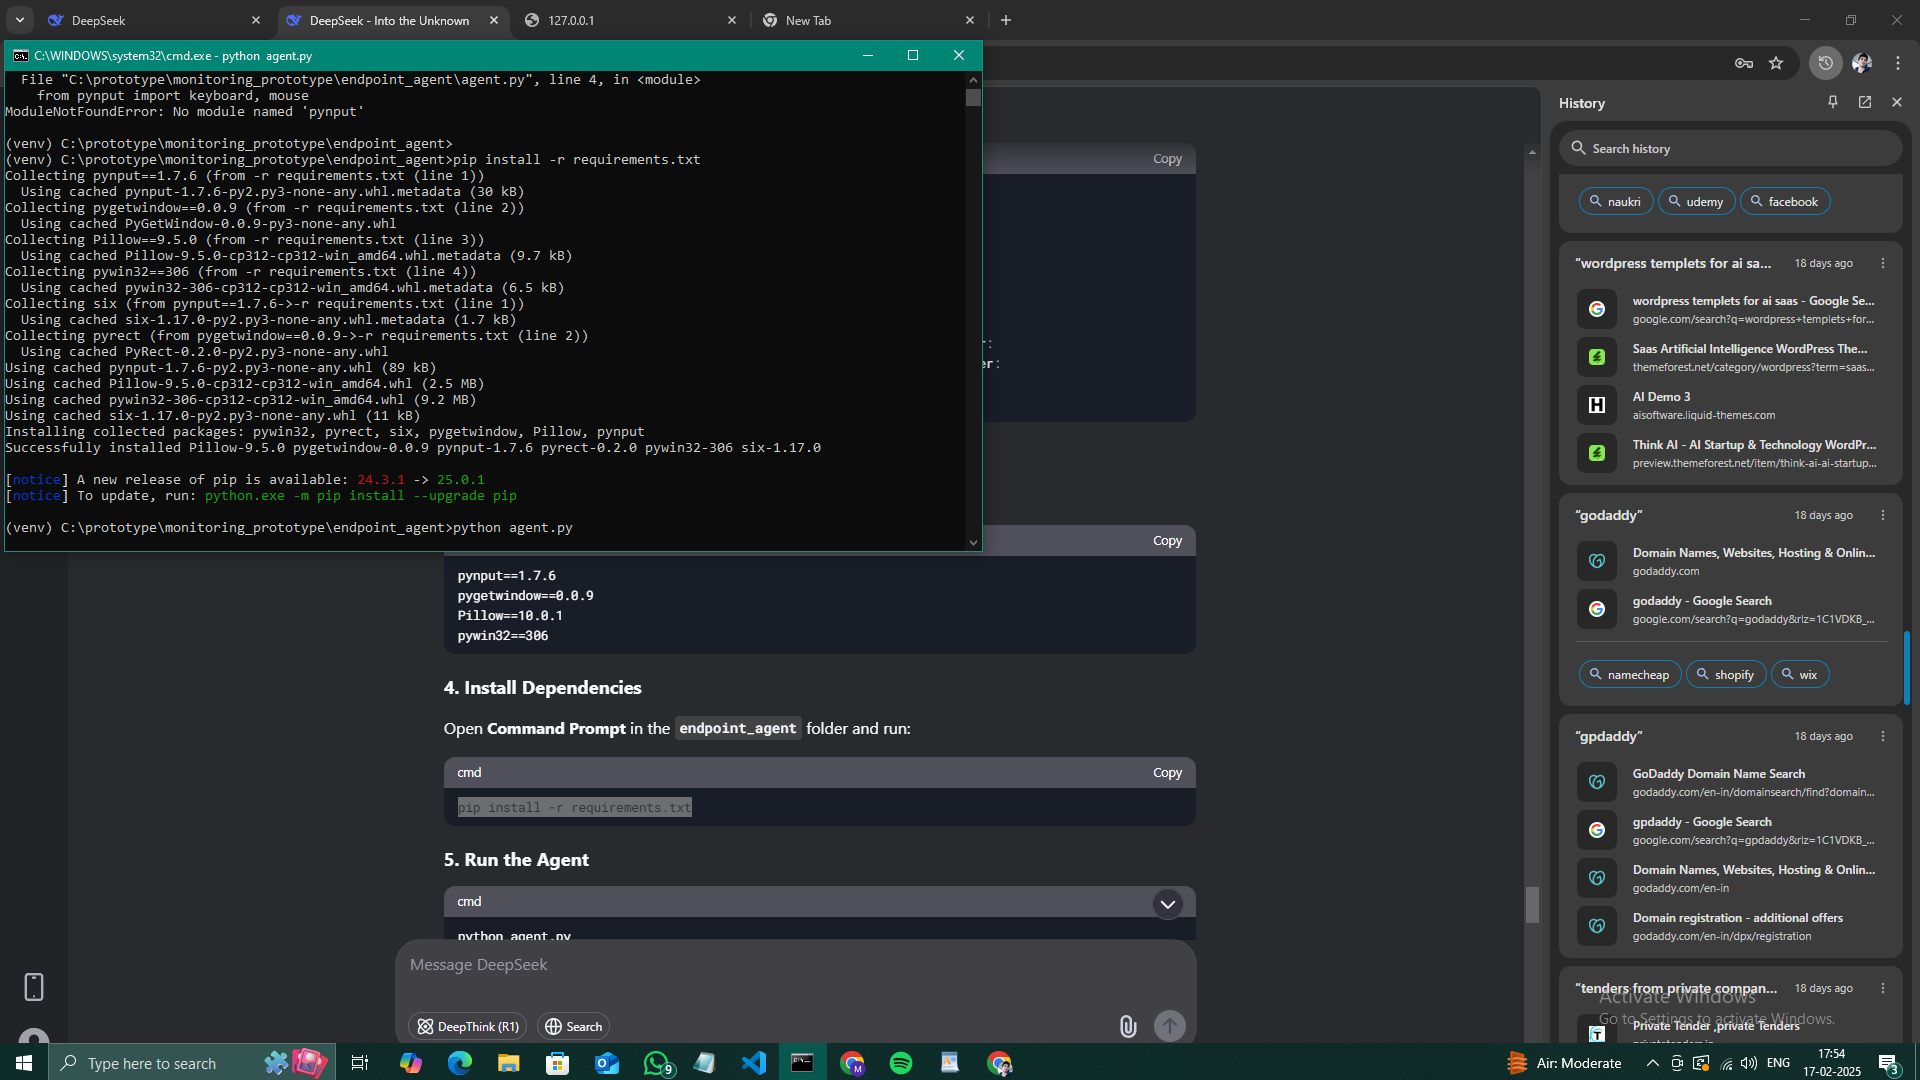 DeepSeek
DeepSeek - Into the Unknown
127.0.0.1
New Tab
C:\WINDOWS\system32\cmd.exe - python  agent.py
File "C:\prototype\monitoring_prototype\endpoint_agent\agent.py", line 4, in <module>
from pynput import keyboard, mouse
ModuleNotFoundError: No module named 'pynput'
(venv) C:\prototype\monitoring_prototype\endpoint_agent>
(venv) C:\prototype\monitoring_prototype\endpoint_agent>pip install -r requirements.txt
Collecting pynput==1.7.6 (from -r requirements.txt (line 1))
Using cached pynput-1.7.6-py2.py3-none-any.whl.metadata (30 kB)
Collecting pygetwindow==0.0.9 (from -r requirements.txt (line 2))
Using cached PyGetWindow-0.0.9-py3-none-any.whl
Collecting Pillow==9.5.0 (from -r requirements.txt (line 3))
Using cached Pillow-9.5.0-cp312-cp312-win_amd64.whl.metadata (9.7 kB)
Collecting pywin32==306 (from -r requirements.txt (line 4))
Using cached pywin32-306-cp312-cp312-win_amd64.whl.metadata (6.5 kB)
Collecting six (from pynput==1.7.6->-r requirements.txt (line 1))
Using cached six-1.17.0-py2.py3-none-any.whl.metadata (1.7 kB)
Collecting pyrect (from pygetwindow==0.0.9->-r requirements.txt (line 2))
Using cached PyRect-0.2.0-py2.py3-none-any.whl
Using cached pynput-1.7.6-py2.py3-none-any.whl (89 kB)
Using cached Pillow-9.5.0-cp312-cp312-win_amd64.whl (2.5 MB)
Using cached pywin32-306-cp312-cp312-win_amd64.whl (9.2 MB)
Using cached six-1.17.0-py2.py3-none-any.whl (11 kB)
Installing collected packages: pywin32, pyrect, six, pygetwindow, Pillow, pynput
Successfully installed Pillow-9.5.0 pygetwindow-0.0.9 pynput-1.7.6 pyrect-0.2.0 pywin32-306 six-1.17.0
[notice] A new release of pip is available: 24.3.1 -> 25.0.1
[notice] To update, run: python.exe -m pip install --upgrade pip
(venv) C:\prototype\monitoring_prototype\endpoint_agent>python agent.py
Copy
Copy
pynput==1.7.6
pygetwindow==0.0.9
Pillow==10.0.1
pywin32==306
4. Install Dependencies
Open Command Prompt in the endpoint_agent folder and run:
cmd
Copy
pip install -r requirements.txt
5. Run the Agent
cmd
python agent.py
Message DeepSeek
DeepThink (R1)
Search
History
Search history
naukri
udemy
facebook
“wordpress templets for ai sa...
18 days ago
wordpress templets for ai saas - Google Se...
google.com/search?q=wordpress+templets+for...
Saas Artificial Intelligence WordPress The...
themeforest.net/category/wordpress?term=saas...
AI Demo 3
aisoftware.liquid-themes.com
Think AI - AI Startup & Technology WordPr...
preview.themeforest.net/item/think-ai-ai-startup...
“godaddy”
18 days ago
Domain Names, Websites, Hosting & Onlin...
godaddy.com
godaddy - Google Search
google.com/search?q=godaddy&rlz=1C1VDKB_...
namecheap
shopify
wix
“gpdaddy”
18 days ago
GoDaddy Domain Name Search
godaddy.com/en-in/domainsearch/find?domain...
gpdaddy - Google Search
google.com/search?q=gpdaddy&rlz=1C1VDKB_...
Domain Names, Websites, Hosting & Onlin...
godaddy.com/en-in
Domain registration - additional offers
godaddy.com/en-in/dpx/registration
“tenders from private compan...
18 days ago
Private Tender ,private Tenders
Activate Windows
Go to Settings to activate Windows.
Type here to search
9
Air: Moderate
ENG
17:54
17-02-2025
3